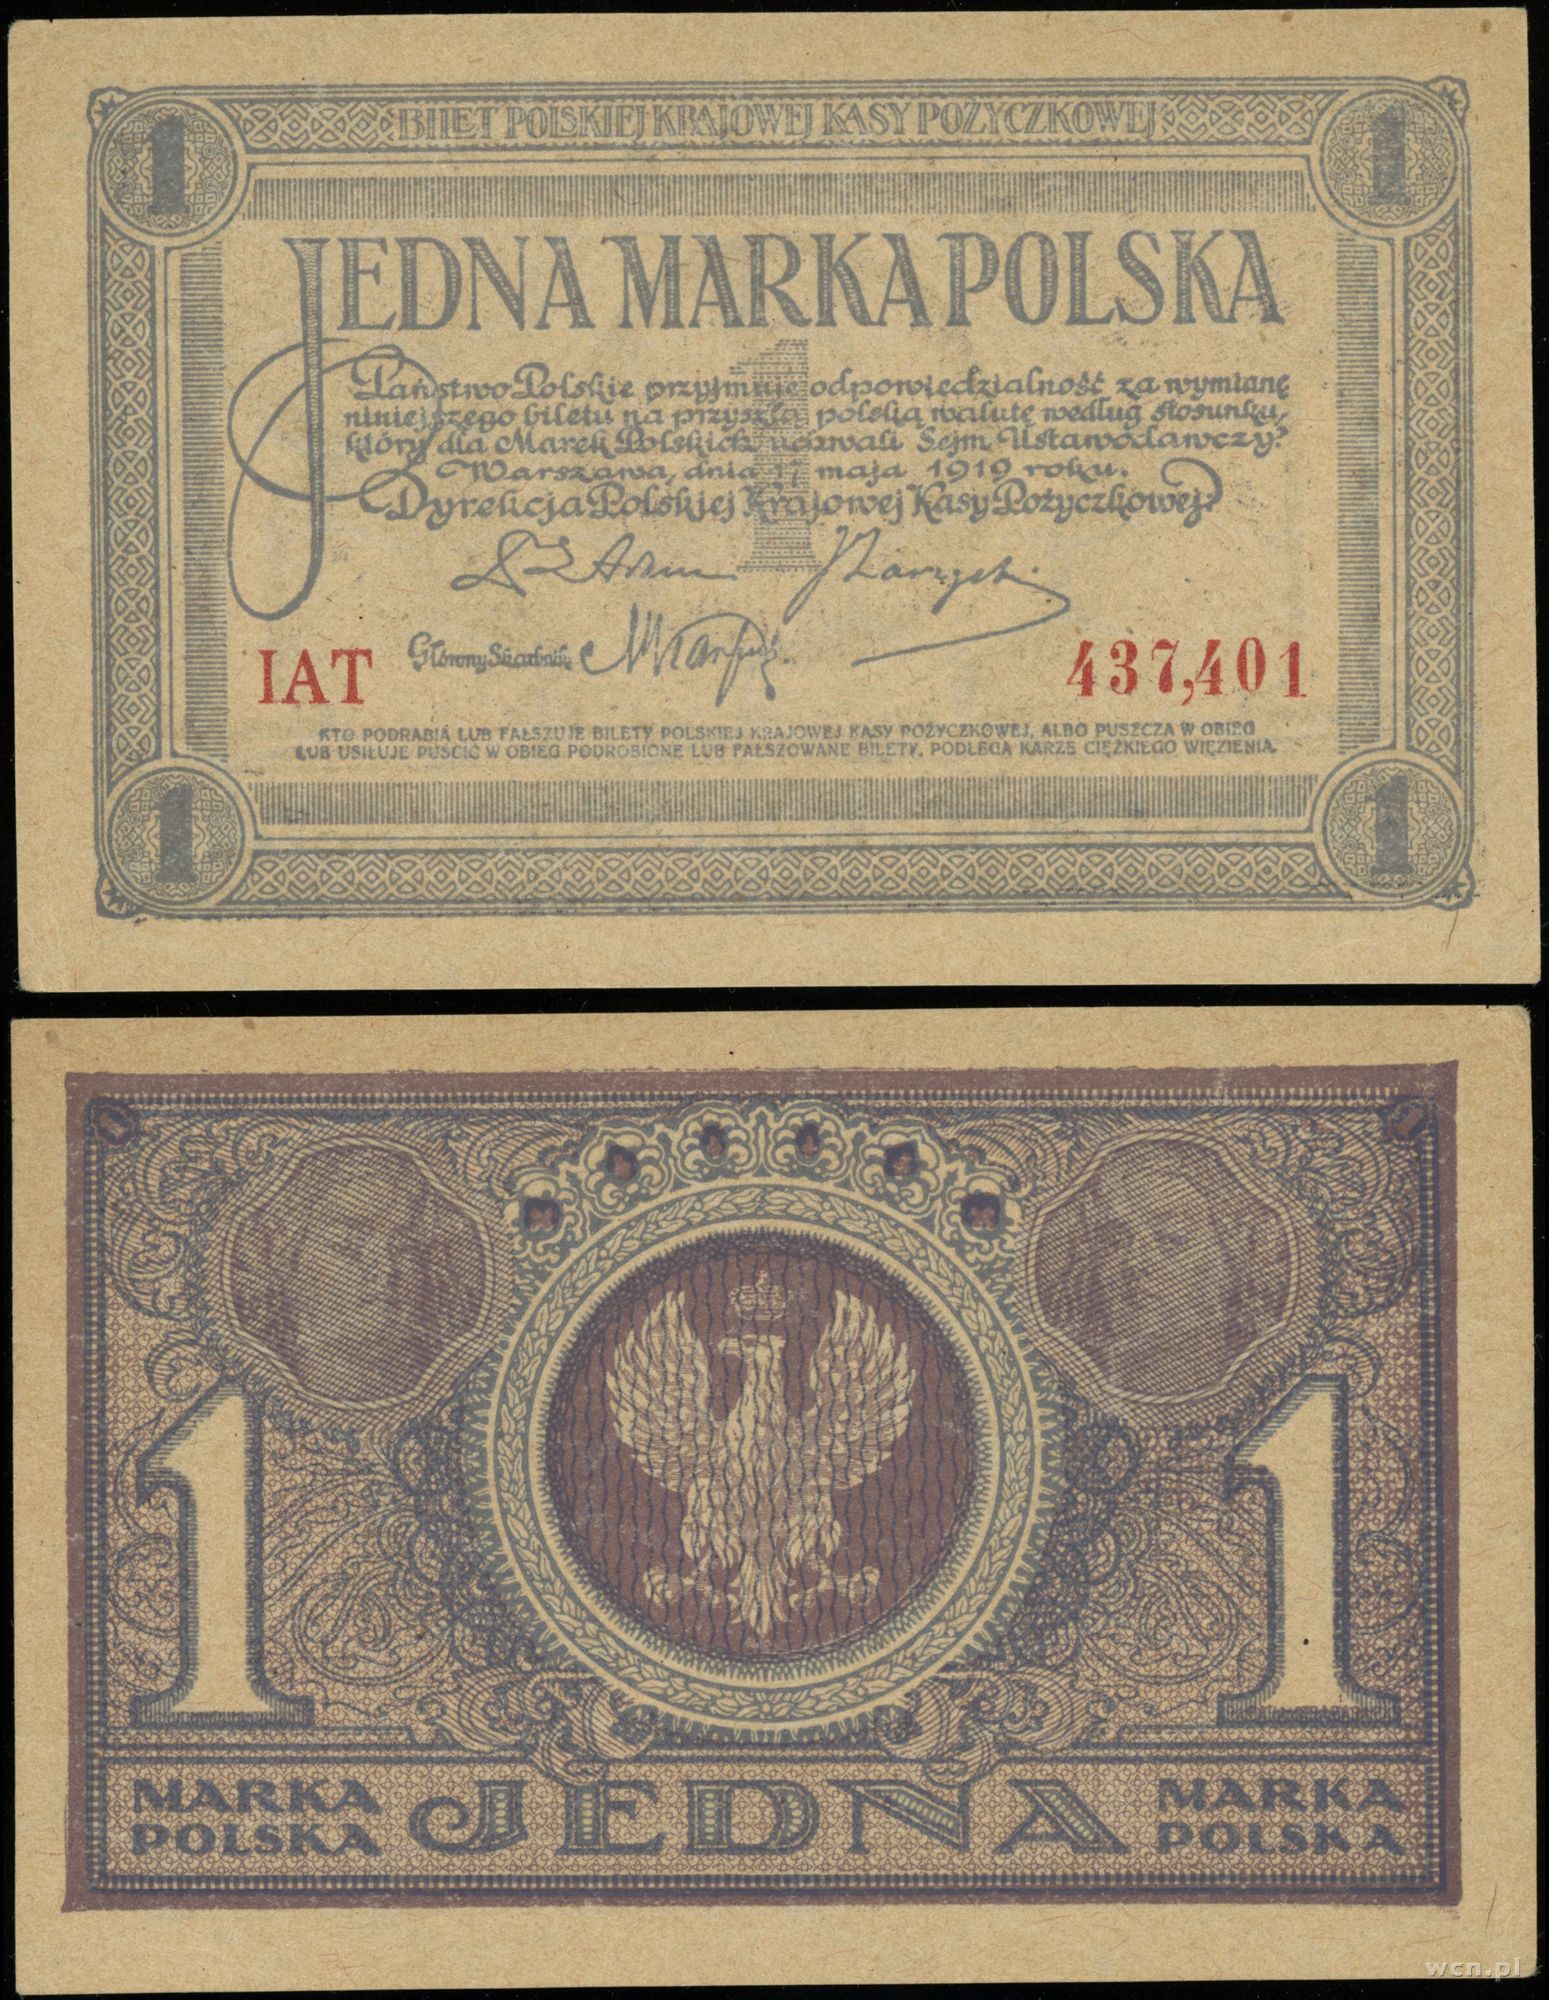 BILET POLSKIEJ KRAJOWEJ KASY POŻYCZKOWEJ
1 1
JEDNA MARKA POLSKA
1
Państwo Polskie przyjmuje odpowiedzialność za wymianę
niniejszego biletu na przyszłą polską walutę według stosunku,
który dla Marek Polskich uchwali Sejm Ustawodawczy.
Warszawa, dnia 17 maja 1919 roku.
Dyrekcja Polskiej Krajowej Kasy Pożyczkowej.
IAT Główny Skarbnik 437,401
KTO PODRABIA LUB FAŁSZUJE BILETY POLSKIEJ KRAJOWEJ KASY POŻYCZKOWEJ, ALBO PUSZCZA W OBIEG
LUB USIŁUJE PUŚCIĆ W OBIEG PODROBIONE LUB FAŁSZOWANE BILETY, PODLEGA KARZE CIĘŻKIEGO WIĘZIENIA.
1 1
1 1
1 1
MARKA POLSKA JEDNA MARKA POLSKA
wcn.pl